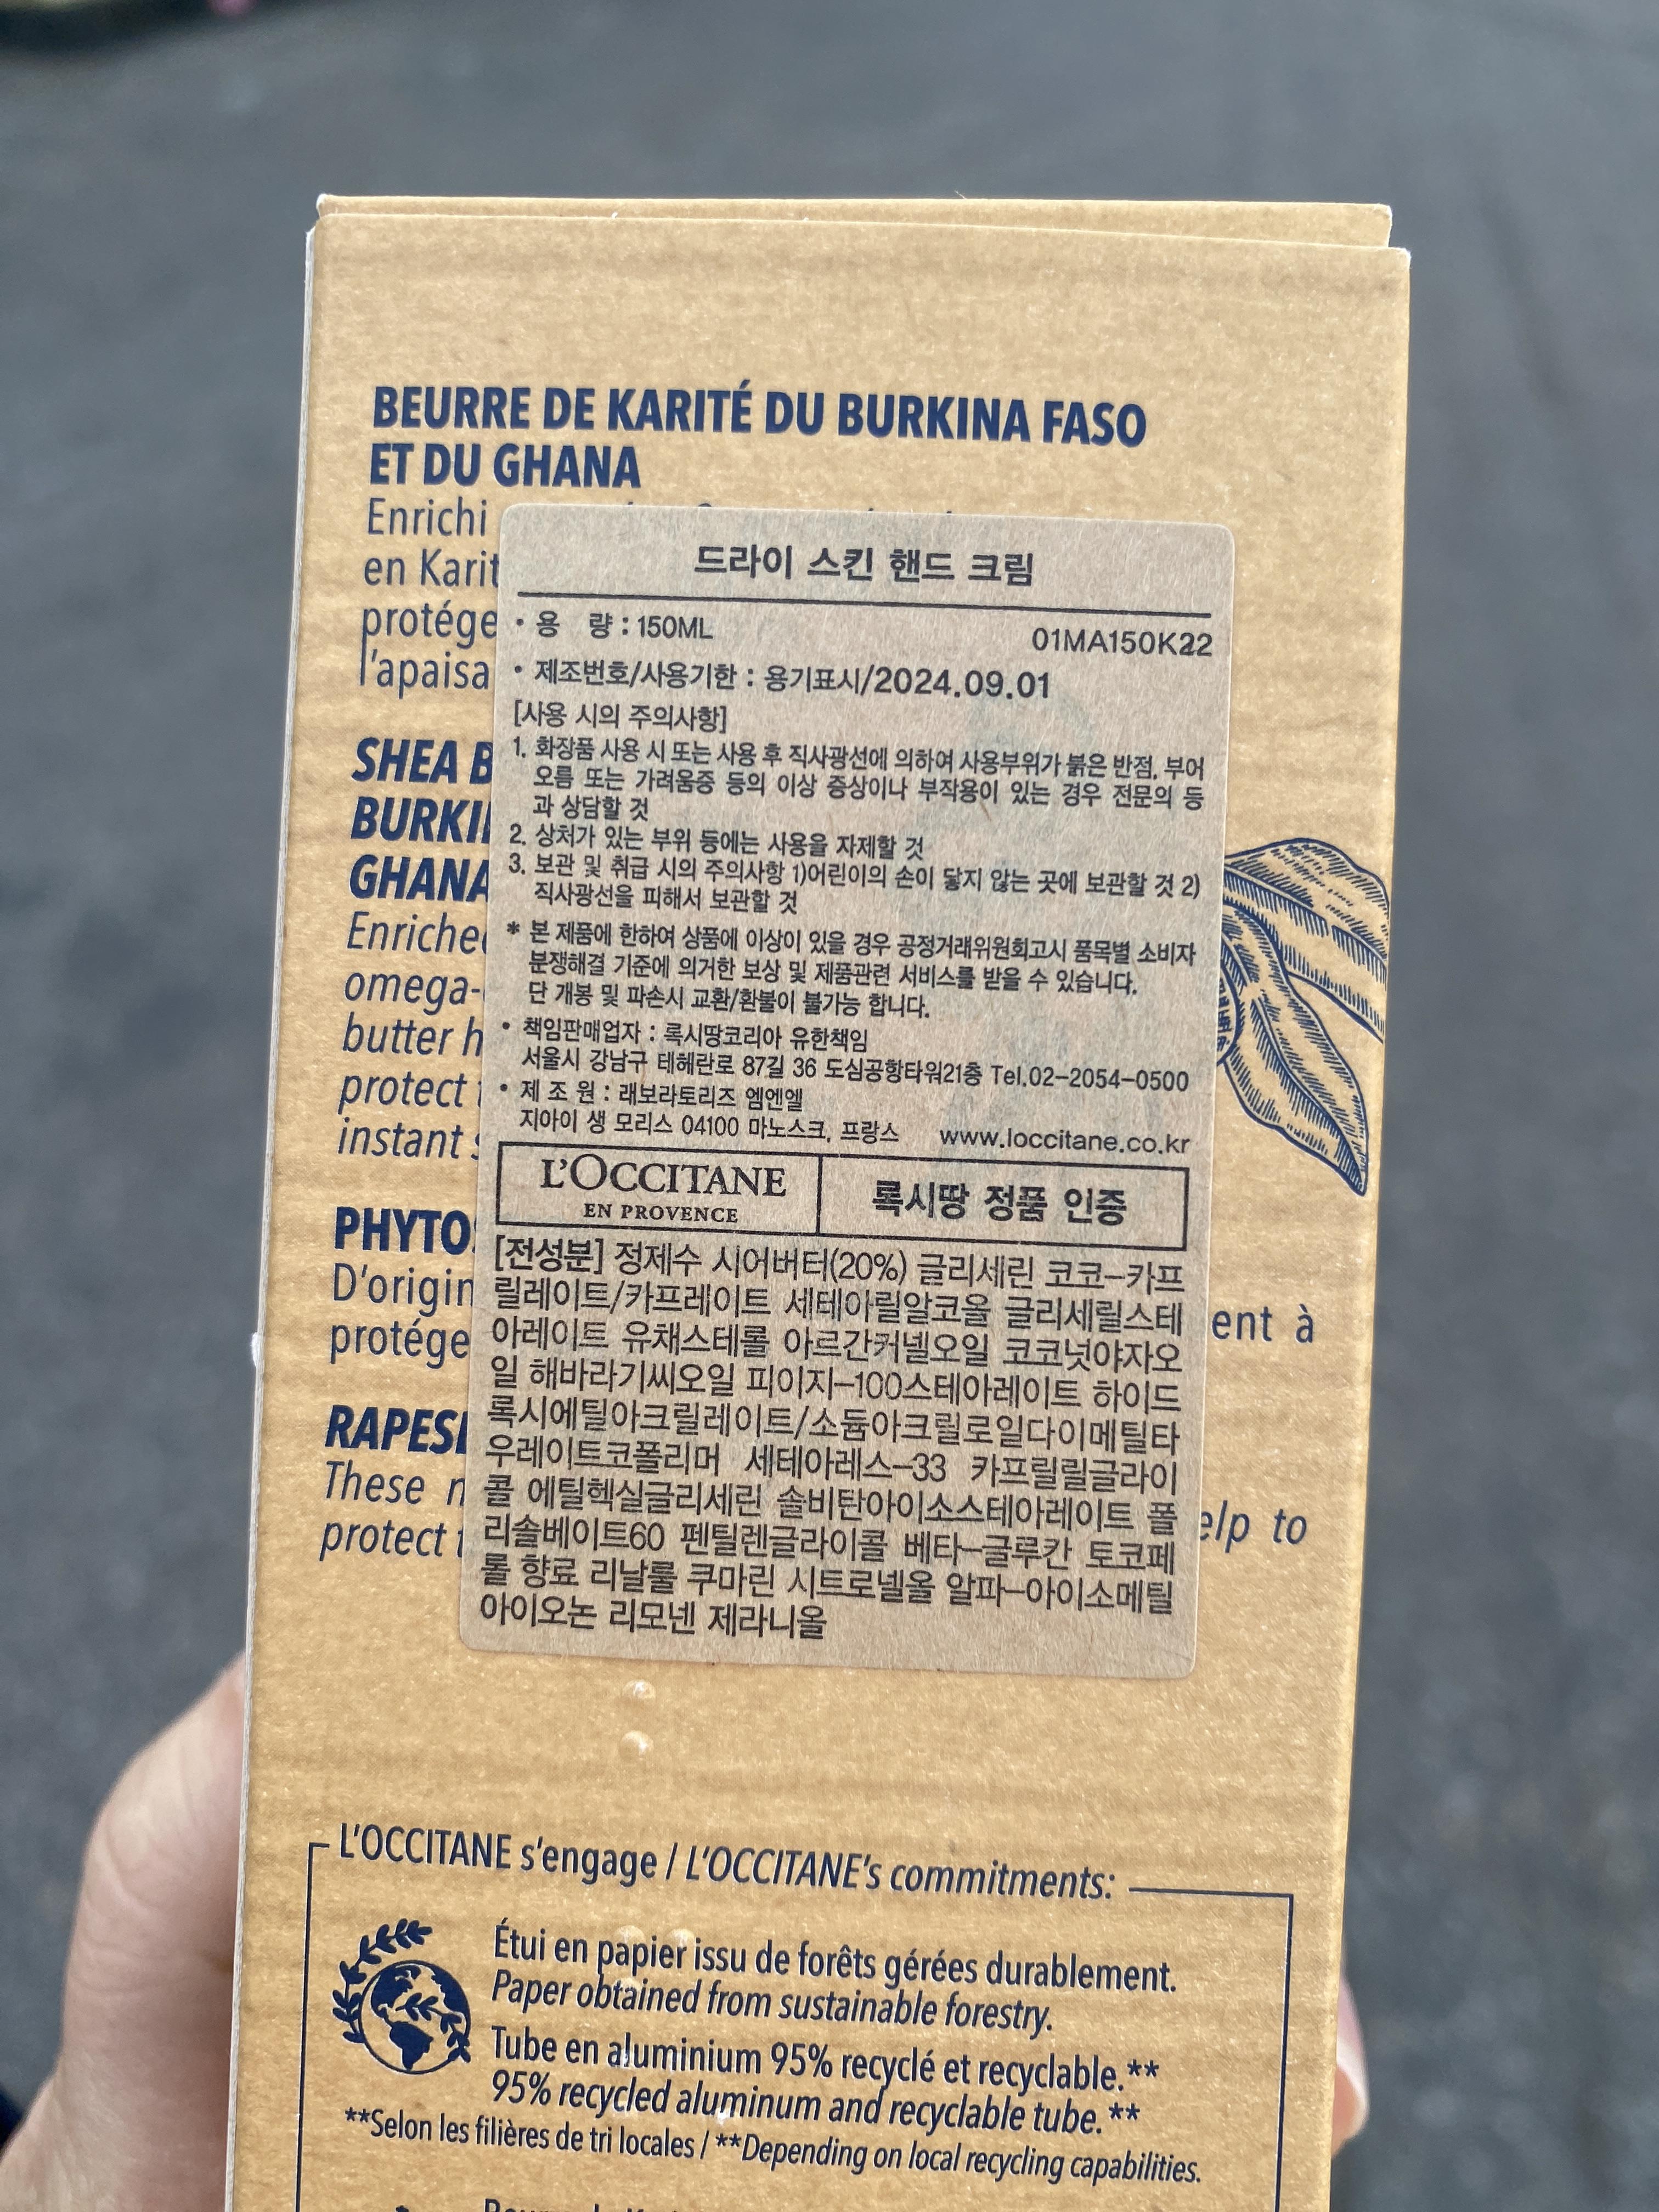 BEURRE DE KARITÉ DU BURKINA FASO
ET DU GHANA
Enrichi
en Karit
protége
l'apaisa
SHEA B
BURKI
GHANA
Enriche
omega-
butter h
protect
instant
PHYTO
D'origin
protége
ent à
RAPES
These n
protect
elp to
드라이 스킨 핸드 크림
• 용 량 : 150ML 01MA150K22
• 제조번호/사용기한 : 용기표시/2024.09.01
[사용 시의 주의사항]
1. 화장품 사용 시 또는 사용 후 직사광선에 의하여 사용부위가 붉은 반점, 부어
오름 또는 가려움증 등의 이상 증상이나 부작용이 있는 경우 전문의 등
과 상담할 것
2. 상처가 있는 부위 등에는 사용을 자제할 것
3. 보관 및 취급 시의 주의사항 1)어린이의 손이 닿지 않는 곳에 보관할 것 2)
직사광선을 피해서 보관할 것
* 본 제품에 한하여 상품에 이상이 있을 경우 공정거래위원회고시 품목별 소비자
분쟁해결 기준에 의거한 보상 및 제품관련 서비스를 받을 수 있습니다.
단 개봉 및 파손시 교환/환불이 불가능 합니다.
• 책임판매업자 : 록시땅코리아 유한책임
서울시 강남구 테헤란로 87길 36 도심공항타워21층 Tel.02-2054-0500
• 제 조 원 : 래보라토리즈 엠엔엘
지아이 생 모리스 04100 마노스크, 프랑스 www.loccitane.co.kr
L'OCCITANE
EN PROVENCE
록시땅 정품 인증
[전성분] 정제수 시어버터(20%) 글리세린 코코-카프
릴레이트/카프레이트 세테아릴알코올 글리세릴스테
아레이트 유채스테롤 아르간커넬오일 코코넛야자오
일 해바라기씨오일 피이지-100스테아레이트 하이드
록시에틸아크릴레이트/소듐아크릴로일다이메틸타
우레이트코폴리머 세테아레스-33 카프릴릴글라이
콜 에틸헥실글리세린 솔비탄아이소스테아레이트 폴
리솔베이트60 펜틸렌글라이콜 베타-글루칸 토코페
롤 향료 리날룰 쿠마린 시트로넬올 알파-아이소메틸
아이오논 리모넨 제라니올
L'OCCITANE s'engage / L'OCCITANE's commitments:
Étui en papier issu de forêts gérées durablement.
Paper obtained from sustainable forestry.
Tube en aluminium 95% recyclé et recyclable.**
95% recycled aluminum and recyclable tube.**
**Selon les filières de tri locales / **Depending on local recycling capabilities.